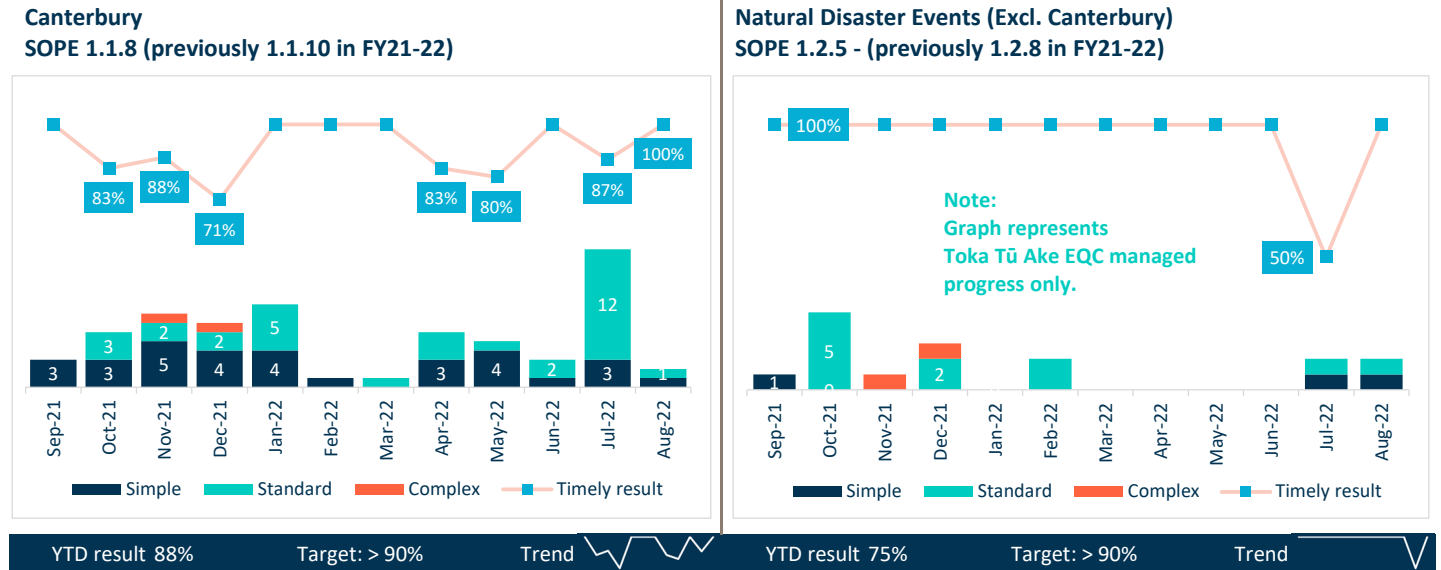 Canterbury
SOPE 1.1.8 (previously 1.1.10 in FY21-22)
100%
83%
88%
71%
83%
80%
87%
3
3
3
5
2
4
2
4
5
3
4
2
3
12
1
Sep-21
Oct-21
Nov-21
Dec-21
Jan-22
Feb-22
Mar-22
Apr-22
May-22
Jun-22
Jul-22
Aug-22
Simple
Standard
Complex
Timely result
YTD result 88%
Target: > 90%
Trend
Natural Disaster Events (Excl. Canterbury)
SOPE 1.2.5 - (previously 1.2.8 in FY21-22)
100%
Note:
Graph represents
Toka Tū Ake EQC managed
progress only.
50%
1
5
2
Sep-21
Oct-21
Nov-21
Dec-21
Jan-22
Feb-22
Mar-22
Apr-22
May-22
Jun-22
Jul-22
Aug-22
Simple
Standard
Complex
Timely result
YTD result 75%
Target: > 90%
Trend